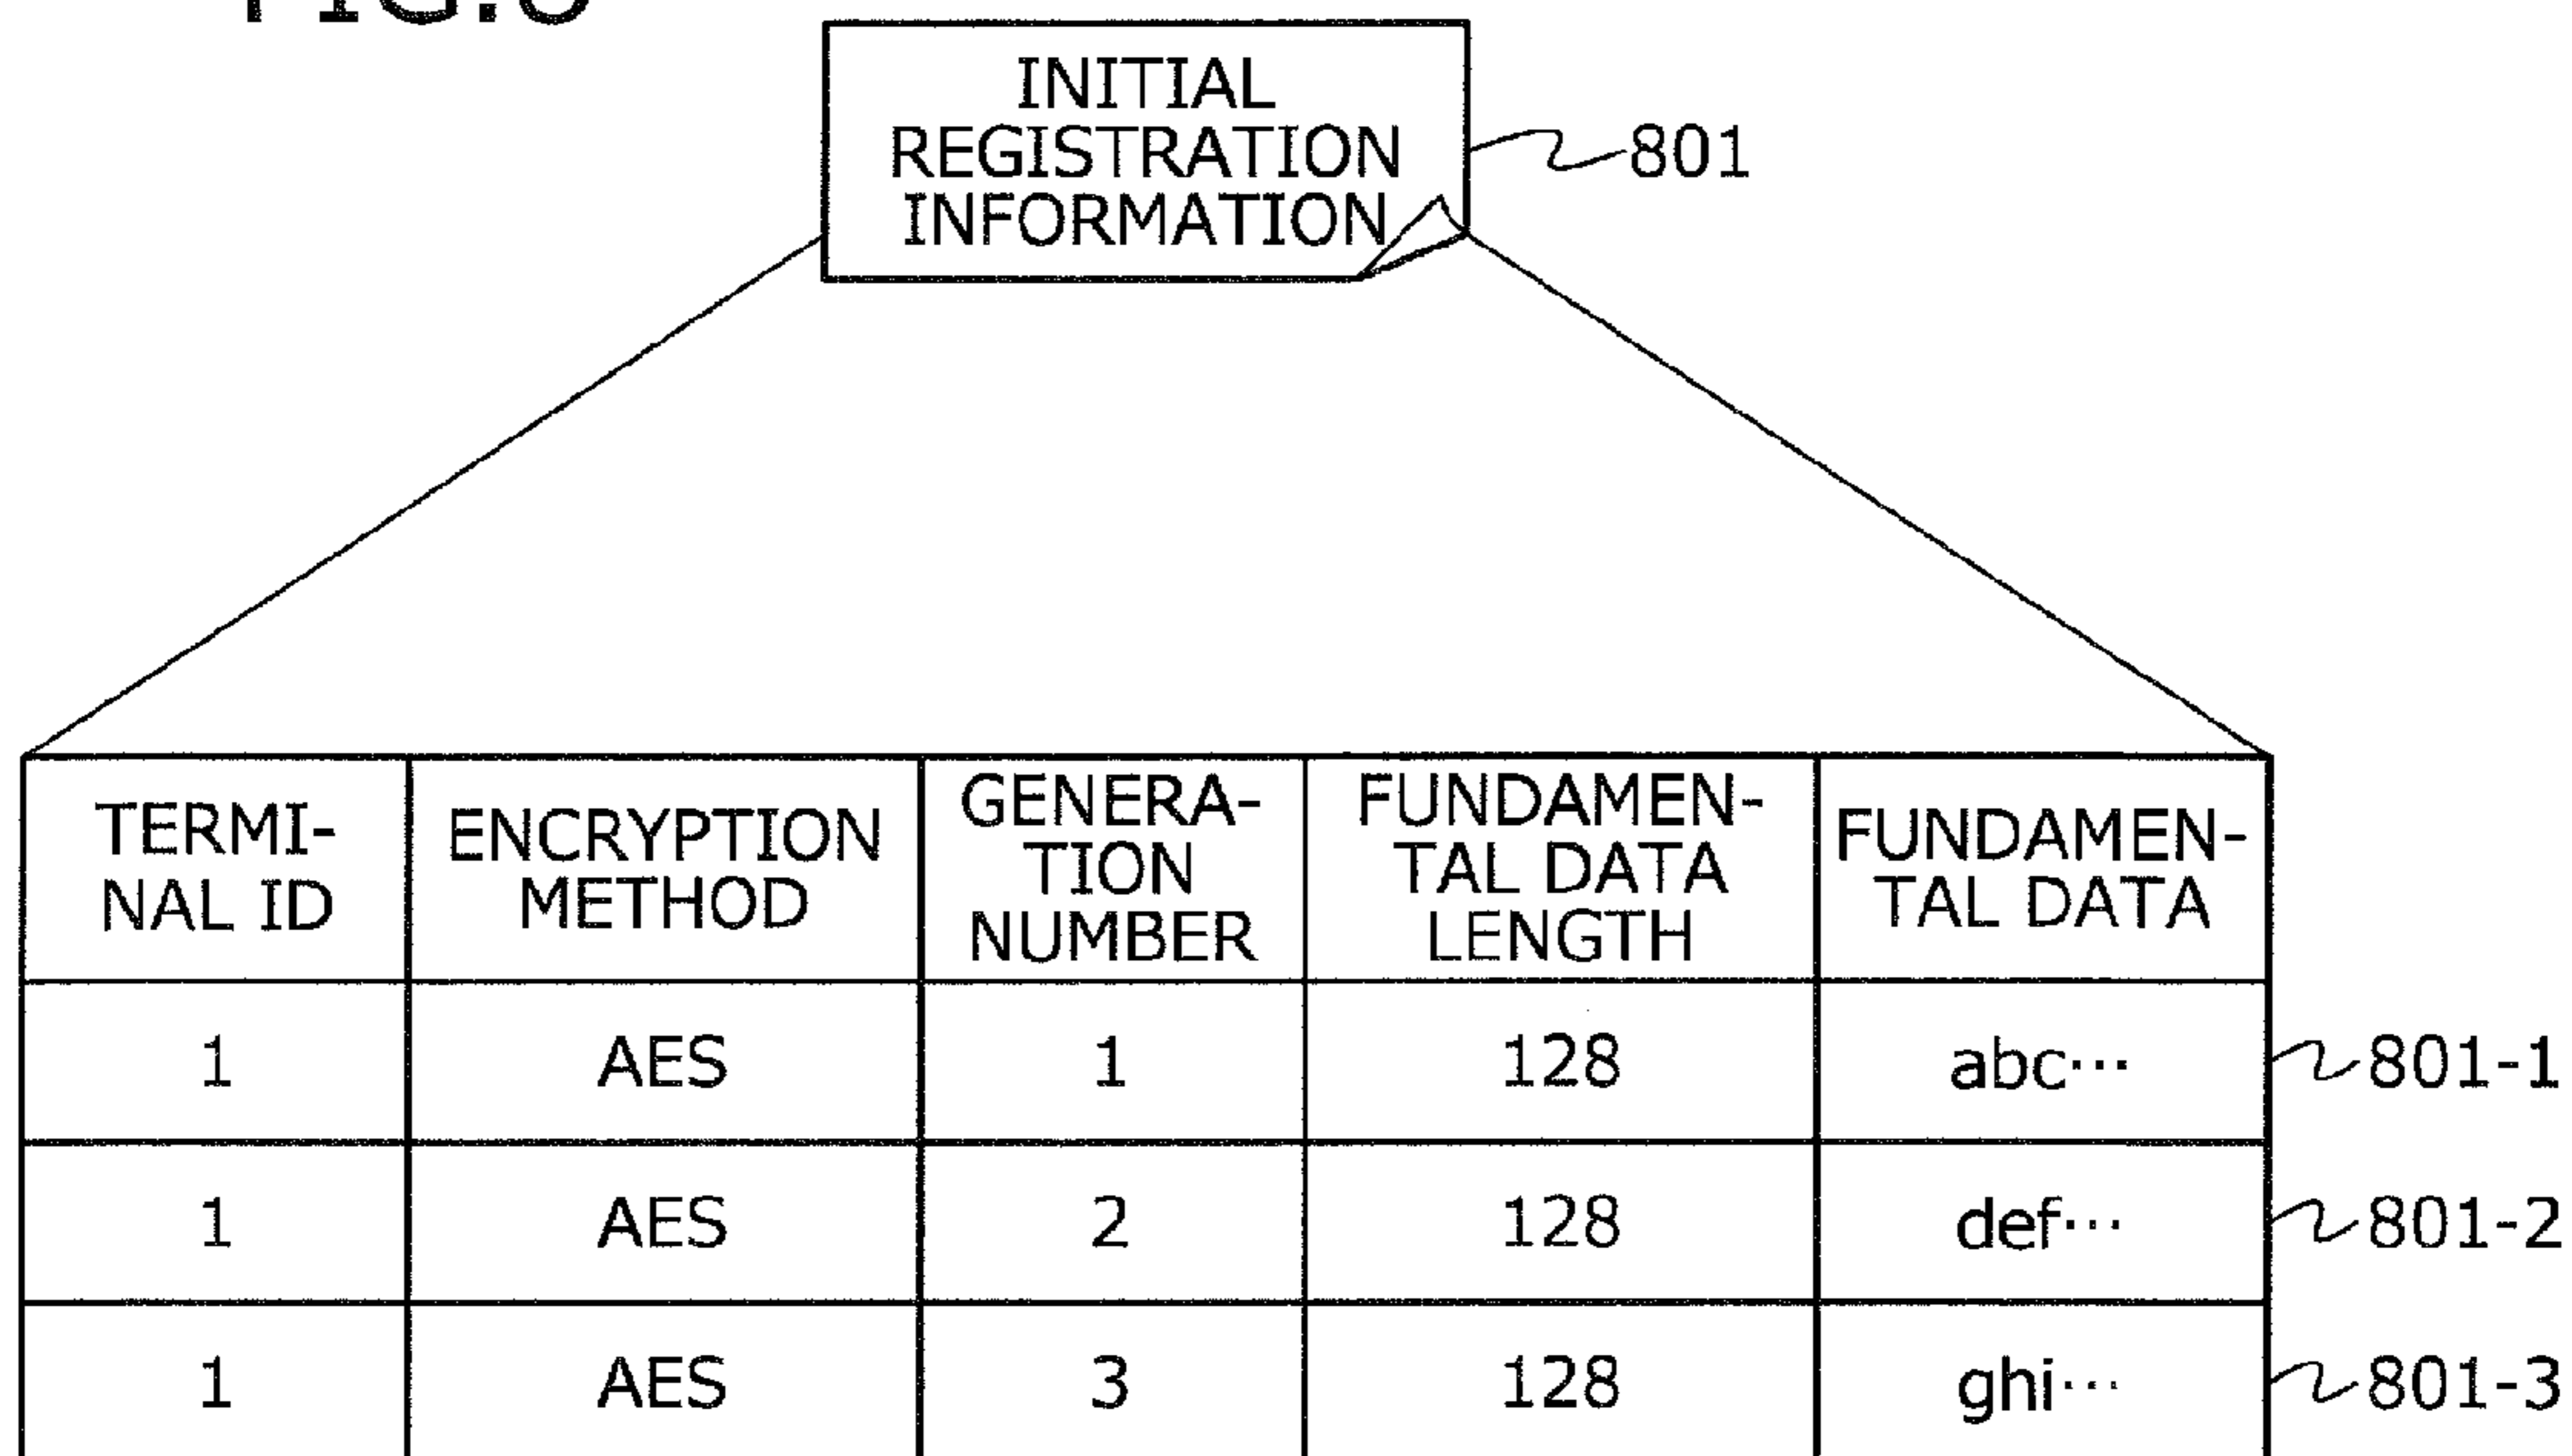 INITIAL
REGISTRATION
INFORMATION
801
TERMI-
NAL ID
ENCRYPTION
METHOD
GENERA-
TION
NUMBER
FUNDAMEN-
TAL DATA
LENGTH
FUNDAMEN-
TAL DATA
1 AES 1 128 abc⋯ 801-1
1 AES 2 128 def⋯ 801-2
1 AES 3 128 ghi⋯ 801-3